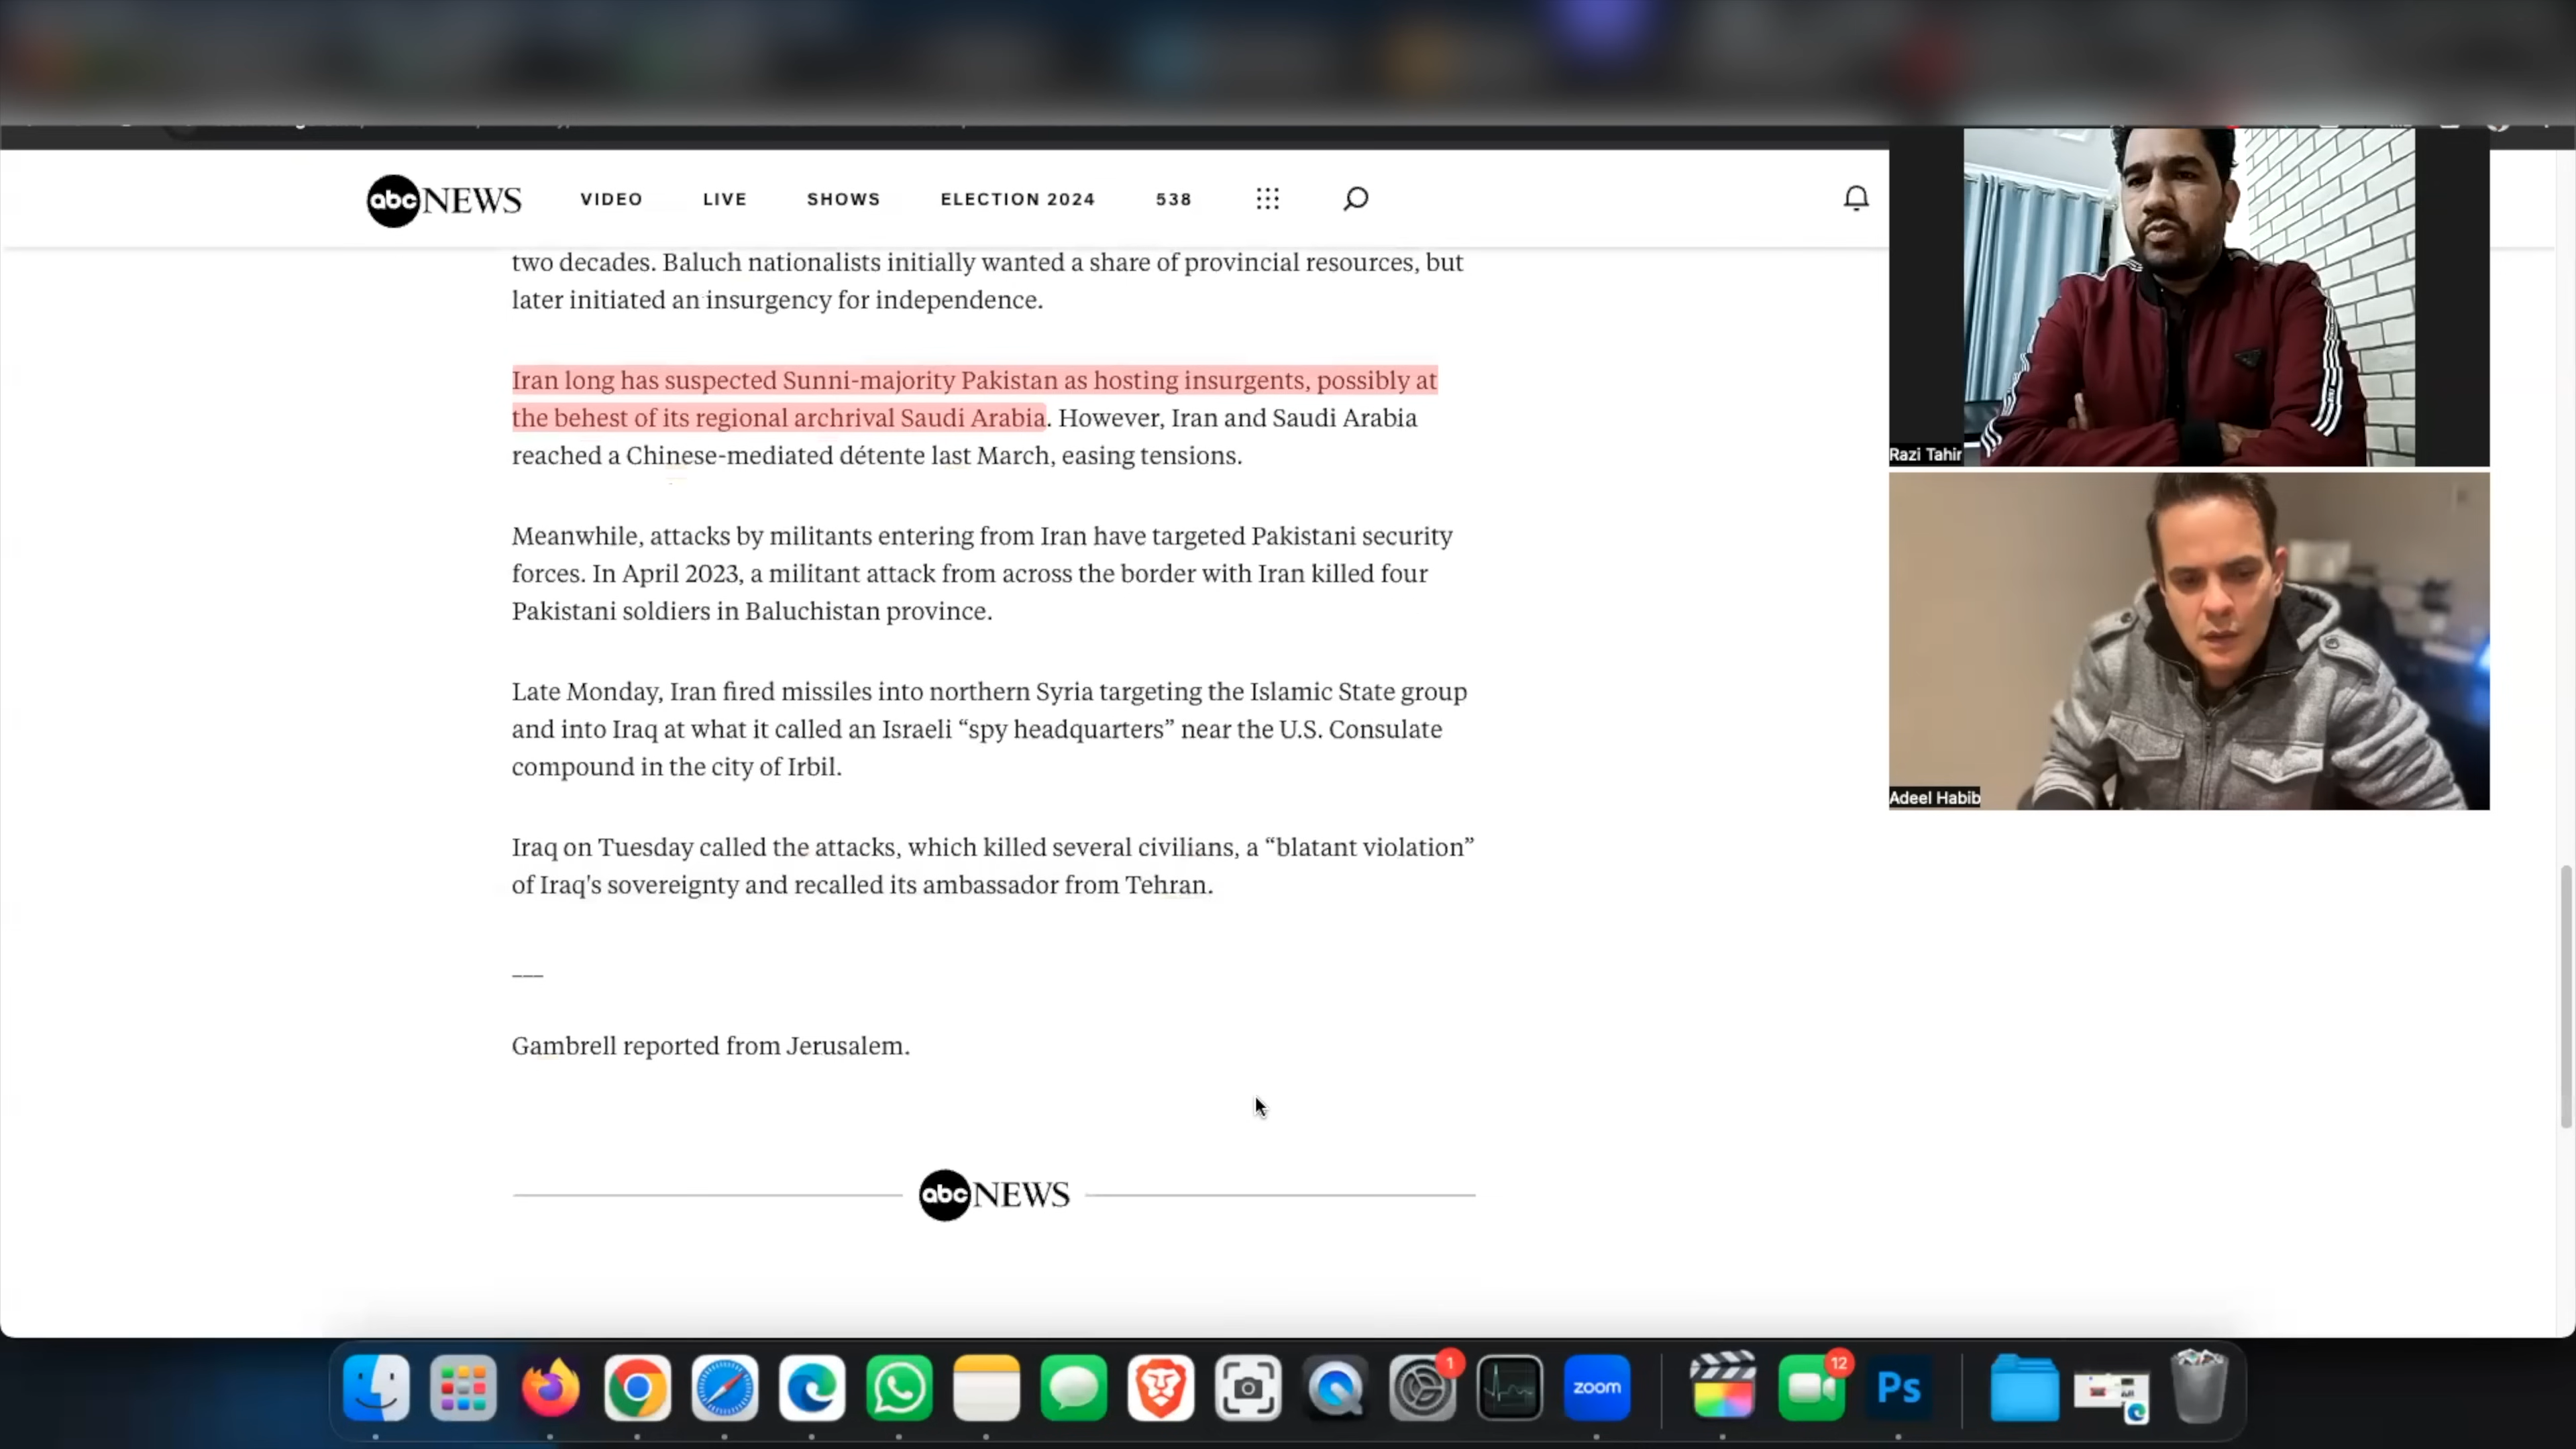 abc NEWS VIDEO LIVE SHOWS ELECTION 2024 538
two decades. Baluch nationalists initially wanted a share of provincial resources, but
later initiated an insurgency for independence.
Iran long has suspected Sunni-majority Pakistan as hosting insurgents, possibly at
the behest of its regional archrival Saudi Arabia. However, Iran and Saudi Arabia
reached a Chinese-mediated détente last March, easing tensions.
Meanwhile, attacks by militants entering from Iran have targeted Pakistani security
forces. In April 2023, a militant attack from across the border with Iran killed four
Pakistani soldiers in Baluchistan province.
Late Monday, Iran fired missiles into northern Syria targeting the Islamic State group
and into Iraq at what it called an Israeli “spy headquarters” near the U.S. Consulate
compound in the city of Irbil.
Iraq on Tuesday called the attacks, which killed several civilians, a “blatant violation”
of Iraq's sovereignty and recalled its ambassador from Tehran.
___
Gambrell reported from Jerusalem.
abc NEWS
Razi Tahir
Adeel Habib
1
zoom
12
Ps